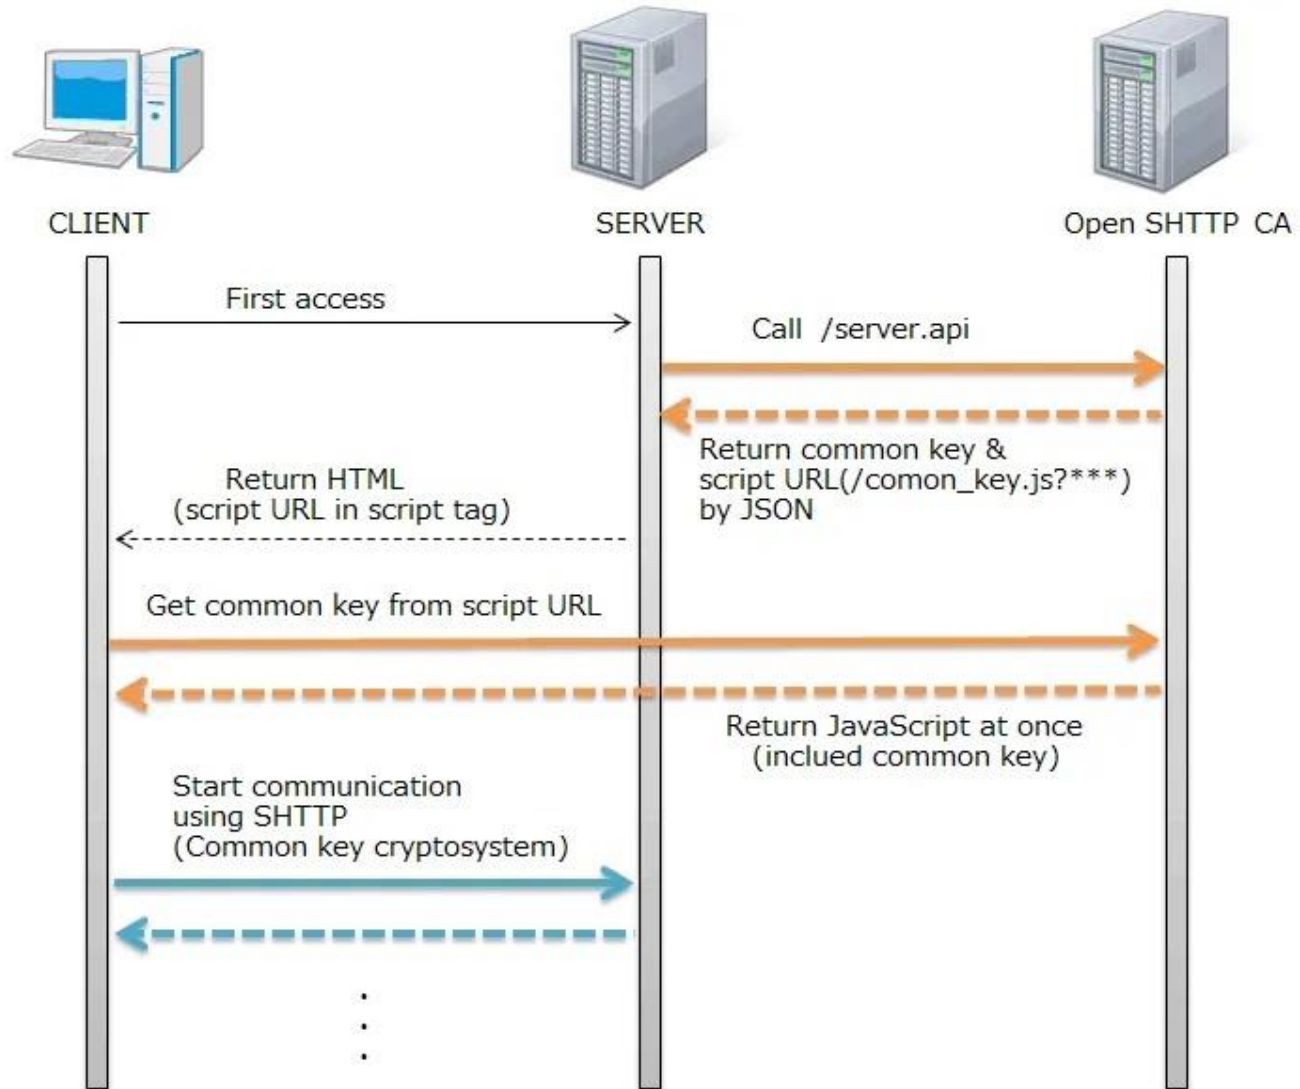 CLIENT
SERVER
Open SHTTP CA
First access
Call /server.api
Return common key &
script URL(/comon_key.js?***)
by JSON
Return HTML
(script URL in script tag)
Get common key from script URL
Return JavaScript at once
(inclued common key)
Start communication
using SHTTP
(Common key cryptosystem)